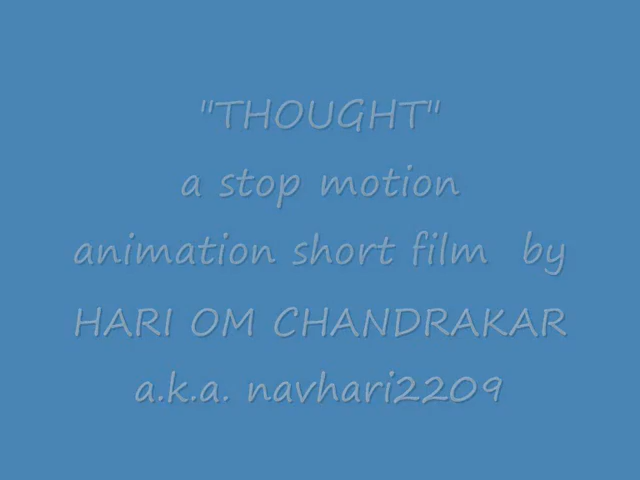 "THOUGHT"
a stop motion
animation short film by
HARI OM CHANDRAKAR
a.k.a. navhari2209